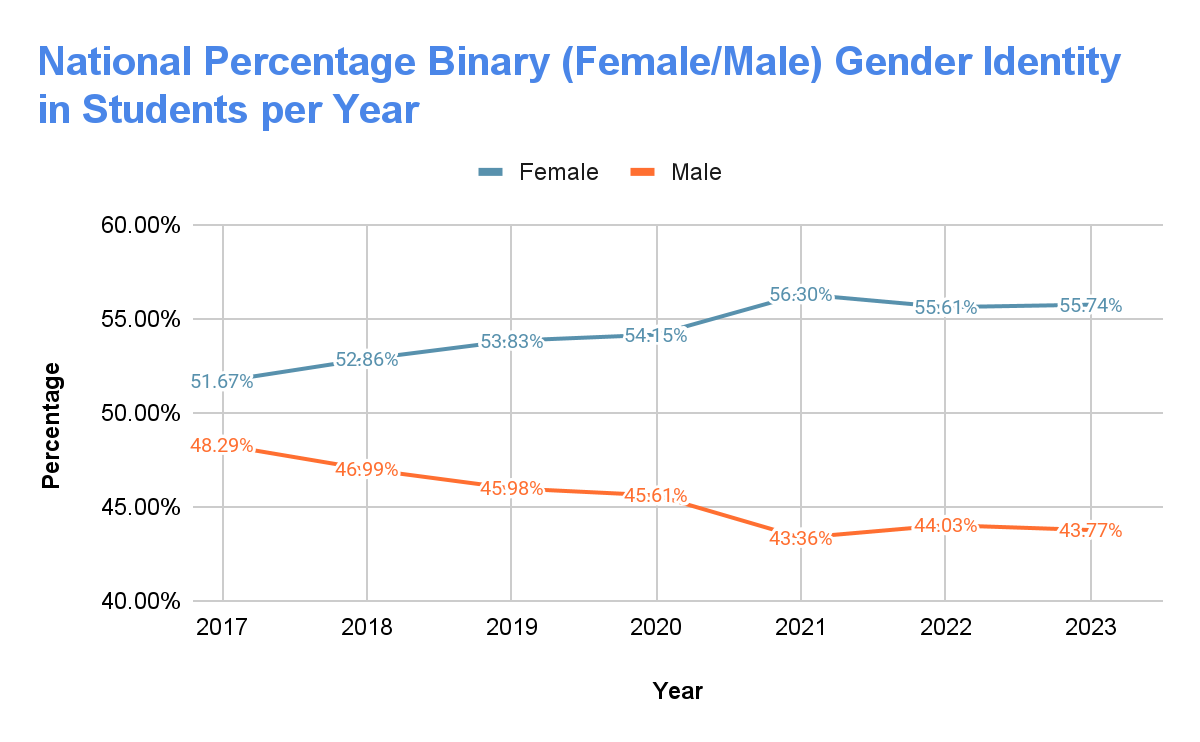 National Percentage Binary (Female/Male) Gender Identity
in Students per Year
Female Male
60.00%
55.00%
50.00%
45.00%
40.00%
Percentage
51.67% 52.86% 53.83% 54.15% 56.30% 55.61% 55.74%
48.29% 46.99% 45.98% 45.61% 43.36% 44.03% 43.77%
2017 2018 2019 2020 2021 2022 2023
Year